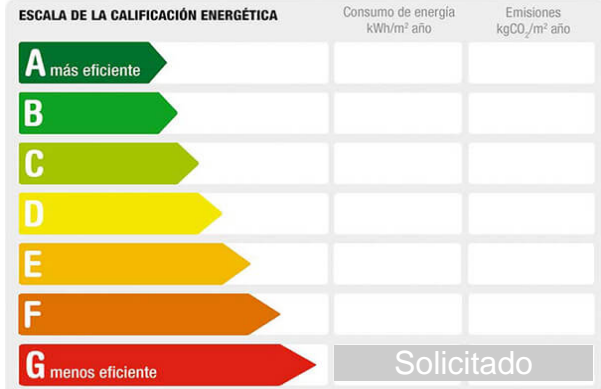 ESCALA DE LA CALIFICACIÓN ENERGÉTICA
Consumo de energía
kWh/m² año
Emisiones
kgCO₂/m² año
A más eficiente
B
C
D
E
F
G menos eficiente
Solicitado